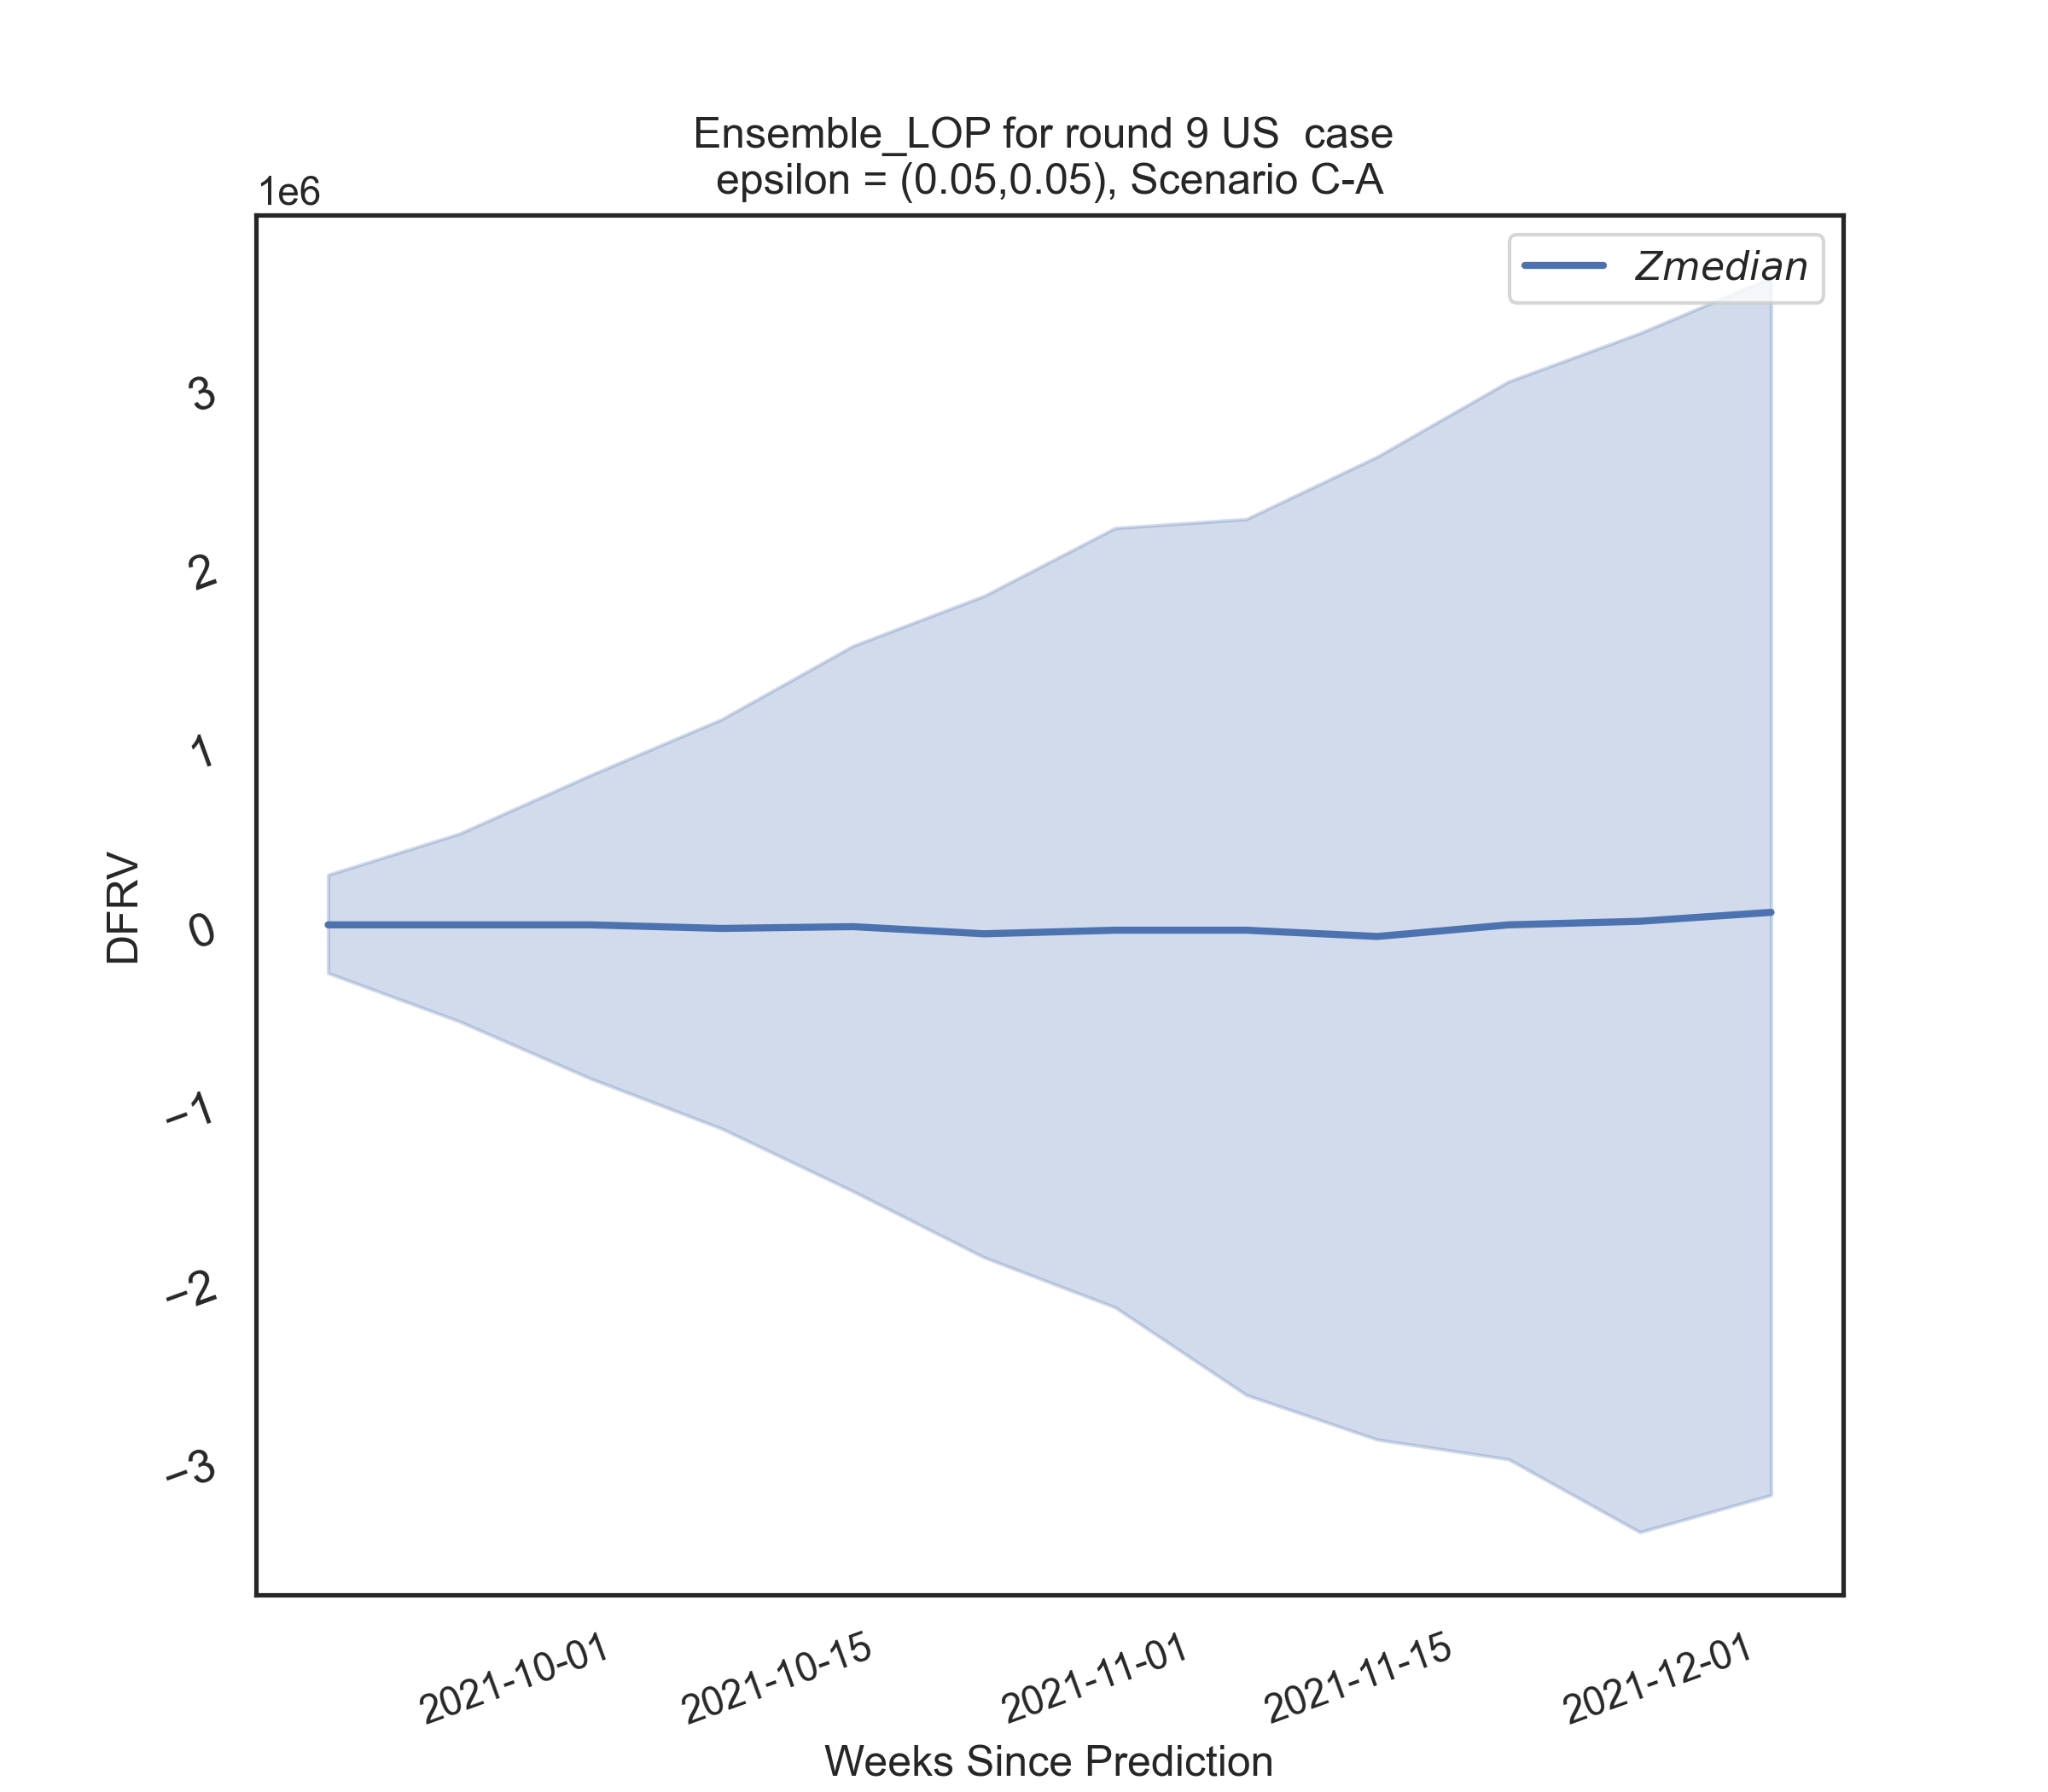 Ensemble_LOP for round 9 US  case
epsilon = (0.05,0.05), Scenario C-A
1e6
Zmedian
3
2
1
0
−1
−2
−3
DFRV
2021-10-01
2021-10-15
2021-11-01
2021-11-15
2021-12-01
Weeks Since Prediction